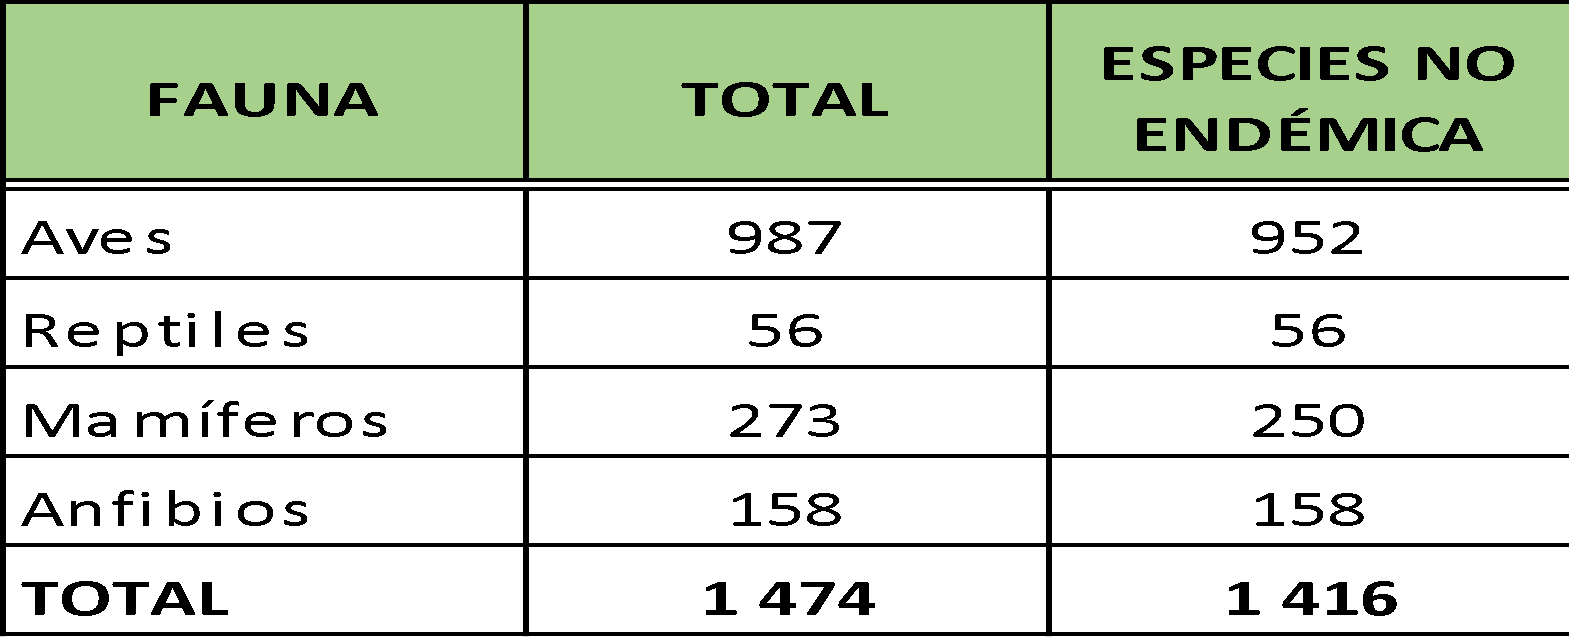 FAUNA TOTAL ESPECIES NO
ENDÉMICA
Aves 987 952
Reptiles 56 56
Mamíferos 273 250
Anfibios 158 158
TOTAL 1 474 1 416